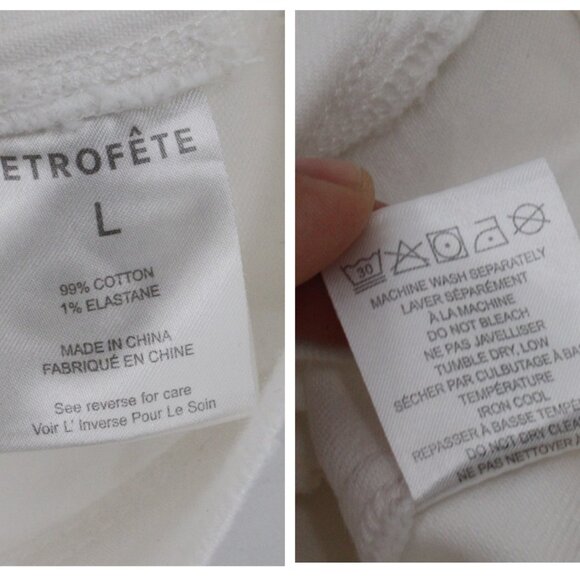 ETROFÊTE
L
99% COTTON
1% ELASTANE
MADE IN CHINA
FABRIQUÉ EN CHINE
See reverse for care
Voir L' Inverse Pour Le Soin
30
MACHINE WASH SEPARATELY
LAVER SÉPARÉMENT
À LA MACHINE
DO NOT BLEACH
NE PAS JAVELLISER
TUMBLE DRY, LOW
SÉCHER PAR CULBUTAGE À BA
TEMPÉRATURE
IRON COOL
REPASSER À BASSE TEMPÉ
DO NOT DRY CLEA
NE PAS NETTOYER À